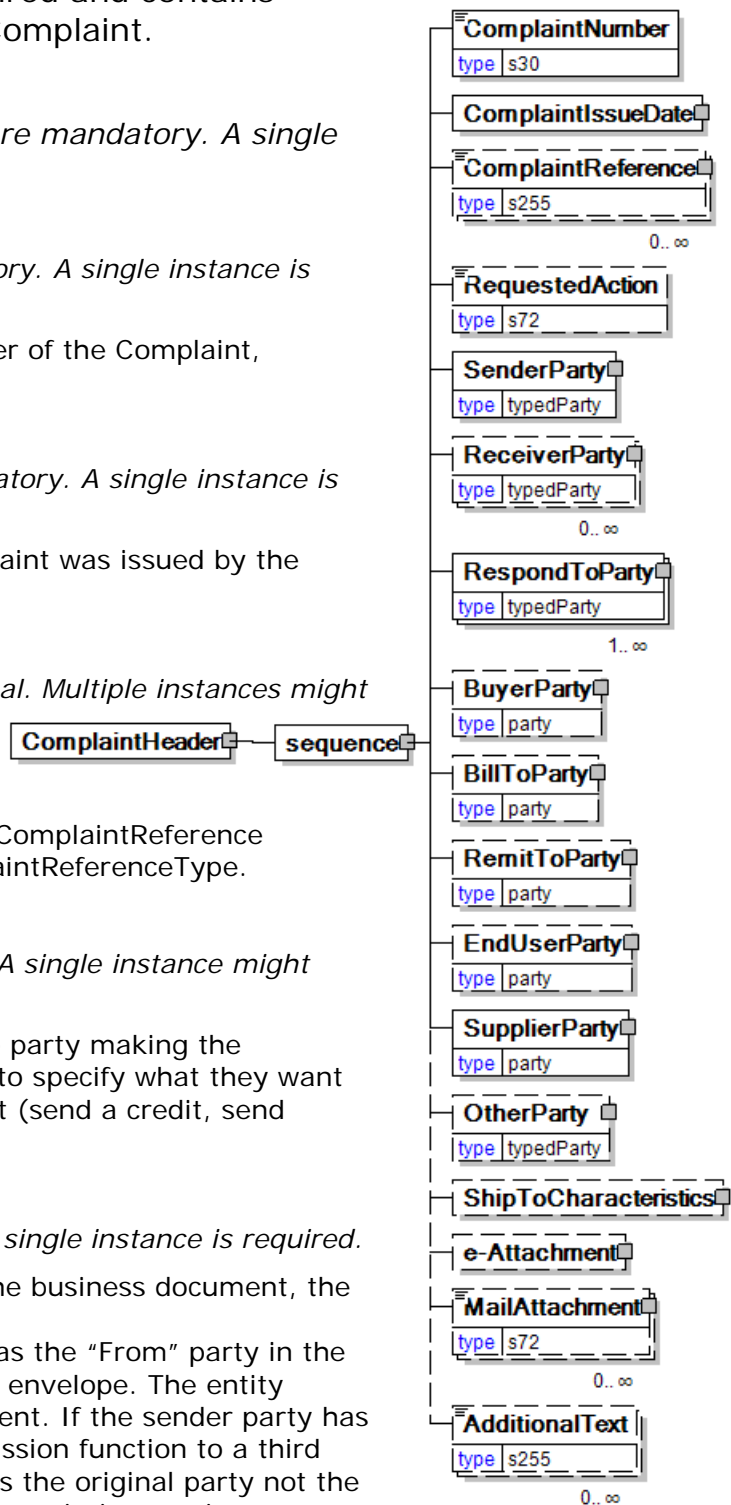 ired and contains
Complaint.
re mandatory. A single
ory. A single instance is
er of the Complaint,
atory. A single instance is
aint was issued by the
al. Multiple instances might
ComplaintReference
aintReferenceType.
A single instance might
party making the
to specify what they want
t (send a credit, send
single instance is required.
ne business document, the
as the “From” party in the
envelope. The entity
ent. If the sender party has
ssion function to a third
s the original party not the
ComplaintHeader
sequence
ComplaintNumber
type s30
ComplaintIssueDate
ComplaintReference
type s255
0.. ∞
RequestedAction
type s72
SenderParty
type typedParty
ReceiverParty
type typedParty
0.. ∞
RespondToParty
type typedParty
1.. ∞
BuyerParty
type party
BillToParty
type party
RemitToParty
type party
EndUserParty
type party
SupplierParty
type party
OtherParty
type typedParty
ShipToCharacteristics
e-Attachment
MailAttachment
type s72
0.. ∞
AdditionalText
type s255
0.. ∞